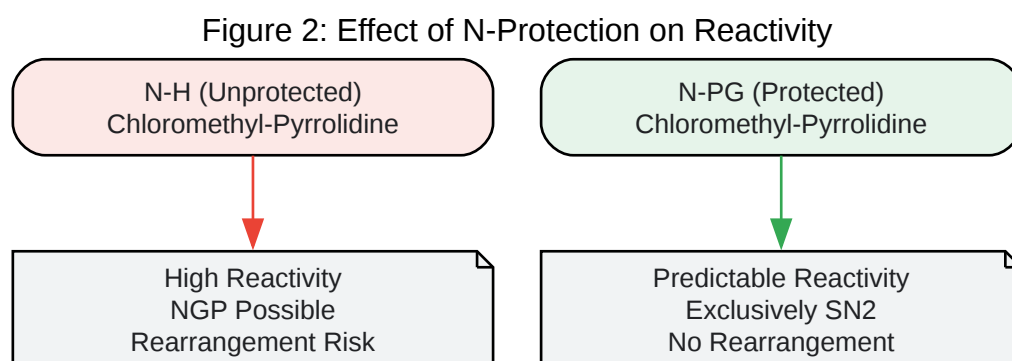 Figure 2: Effect of N-Protection on Reactivity
N-H (Unprotected)
Chloromethyl-Pyrrolidine
N-PG (Protected)
Chloromethyl-Pyrrolidine
High Reactivity
NGP Possible
Rearrangement Risk
Predictable Reactivity
Exclusively SN2
No Rearrangement